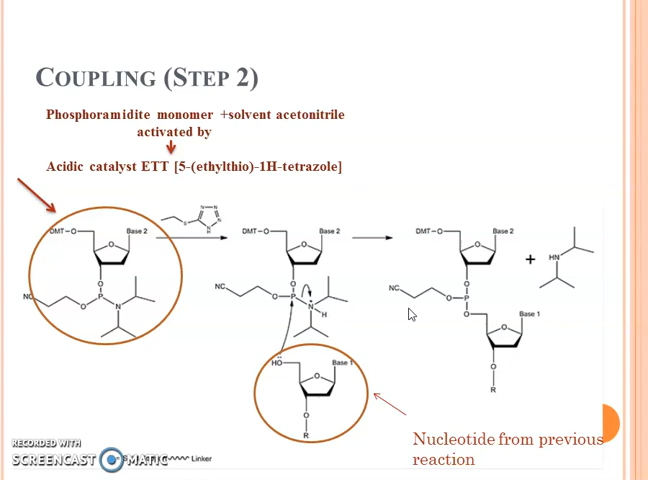 COUPLING (STEP 2)
Phosphoramidite monomer +solvent acetonitrile
activated by
Acidic catalyst ETT [5-(ethylthio)-1H-tetrazole]
DMT-O
Base 2
O
O
P
O
N
NC
S
N
N
N
N
H
DMT-O
Base 2
O
O
P
O
N
H
NC
HO
Base 1
O
O
R
DMT-O
Base 2
O
O
P
O
O
NC
Base 1
O
O
R
+
HN
Nucleotide from previous
reaction
RECORDED WITH
SCREENCAST MATIC
Linker